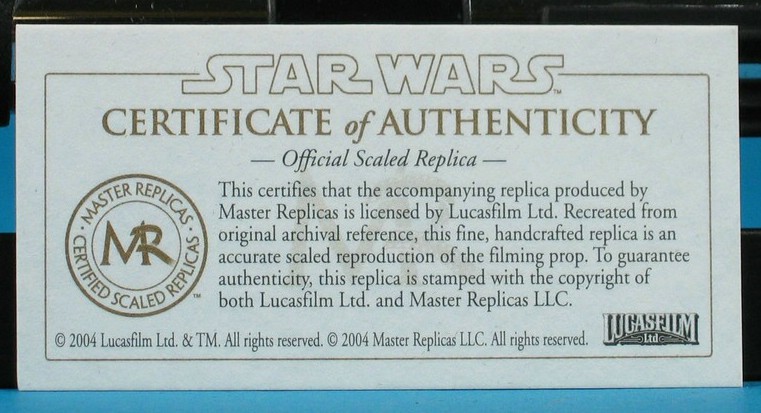 STAR WARS™
CERTIFICATE of AUTHENTICITY
— Official Scaled Replica —
MASTER REPLICAS
MR
CERTIFIED SCALED REPLICAS™
This certifies that the accompanying replica produced by
Master Replicas is licensed by Lucasfilm Ltd. Recreated from
original archival reference, this fine, handcrafted replica is an
accurate scaled reproduction of the filming prop. To guarantee
authenticity, this replica is stamped with the copyright of
both Lucasfilm Ltd. and Master Replicas LLC.
© 2004 Lucasfilm Ltd. & TM. All rights reserved. © 2004 Master Replicas LLC. All rights reserved.
LUCASFILM
Ltd